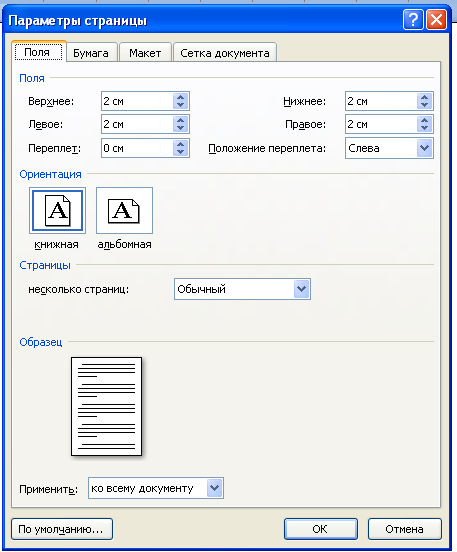 Параметры страницы
Поля Бумага Макет Сетка документа
Поля
Верхнее: 2 см Нижнее: 2 см
Левое: 2 см Правое: 2 см
Переплет: 0 см Положение переплета: Слева
Ориентация
A A
книжная альбомная
Страницы
несколько страниц: Обычный
Образец
Применить: ко всему документу
По умолчанию... ОК Отмена